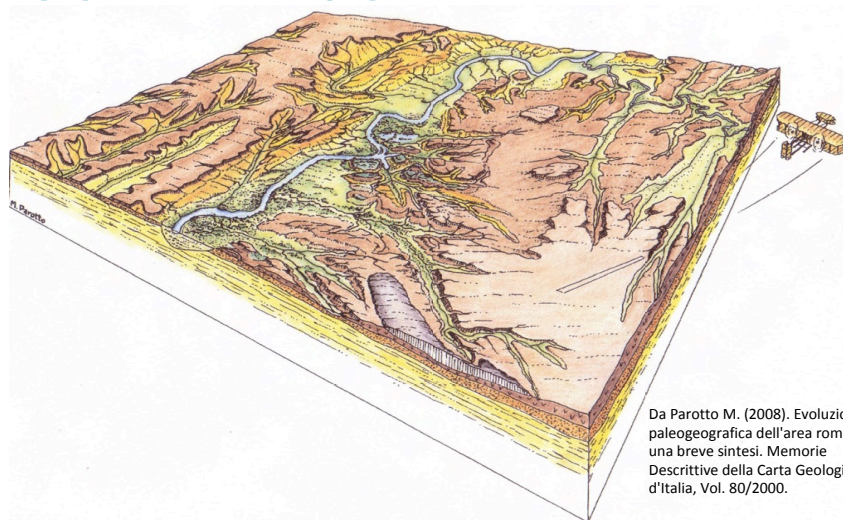 M. Parotto
Da Parotto M. (2008). Evoluzio
paleogeografica dell'area rom
una breve sintesi. Memorie
Descrittive della Carta Geologi
d'Italia, Vol. 80/2000.